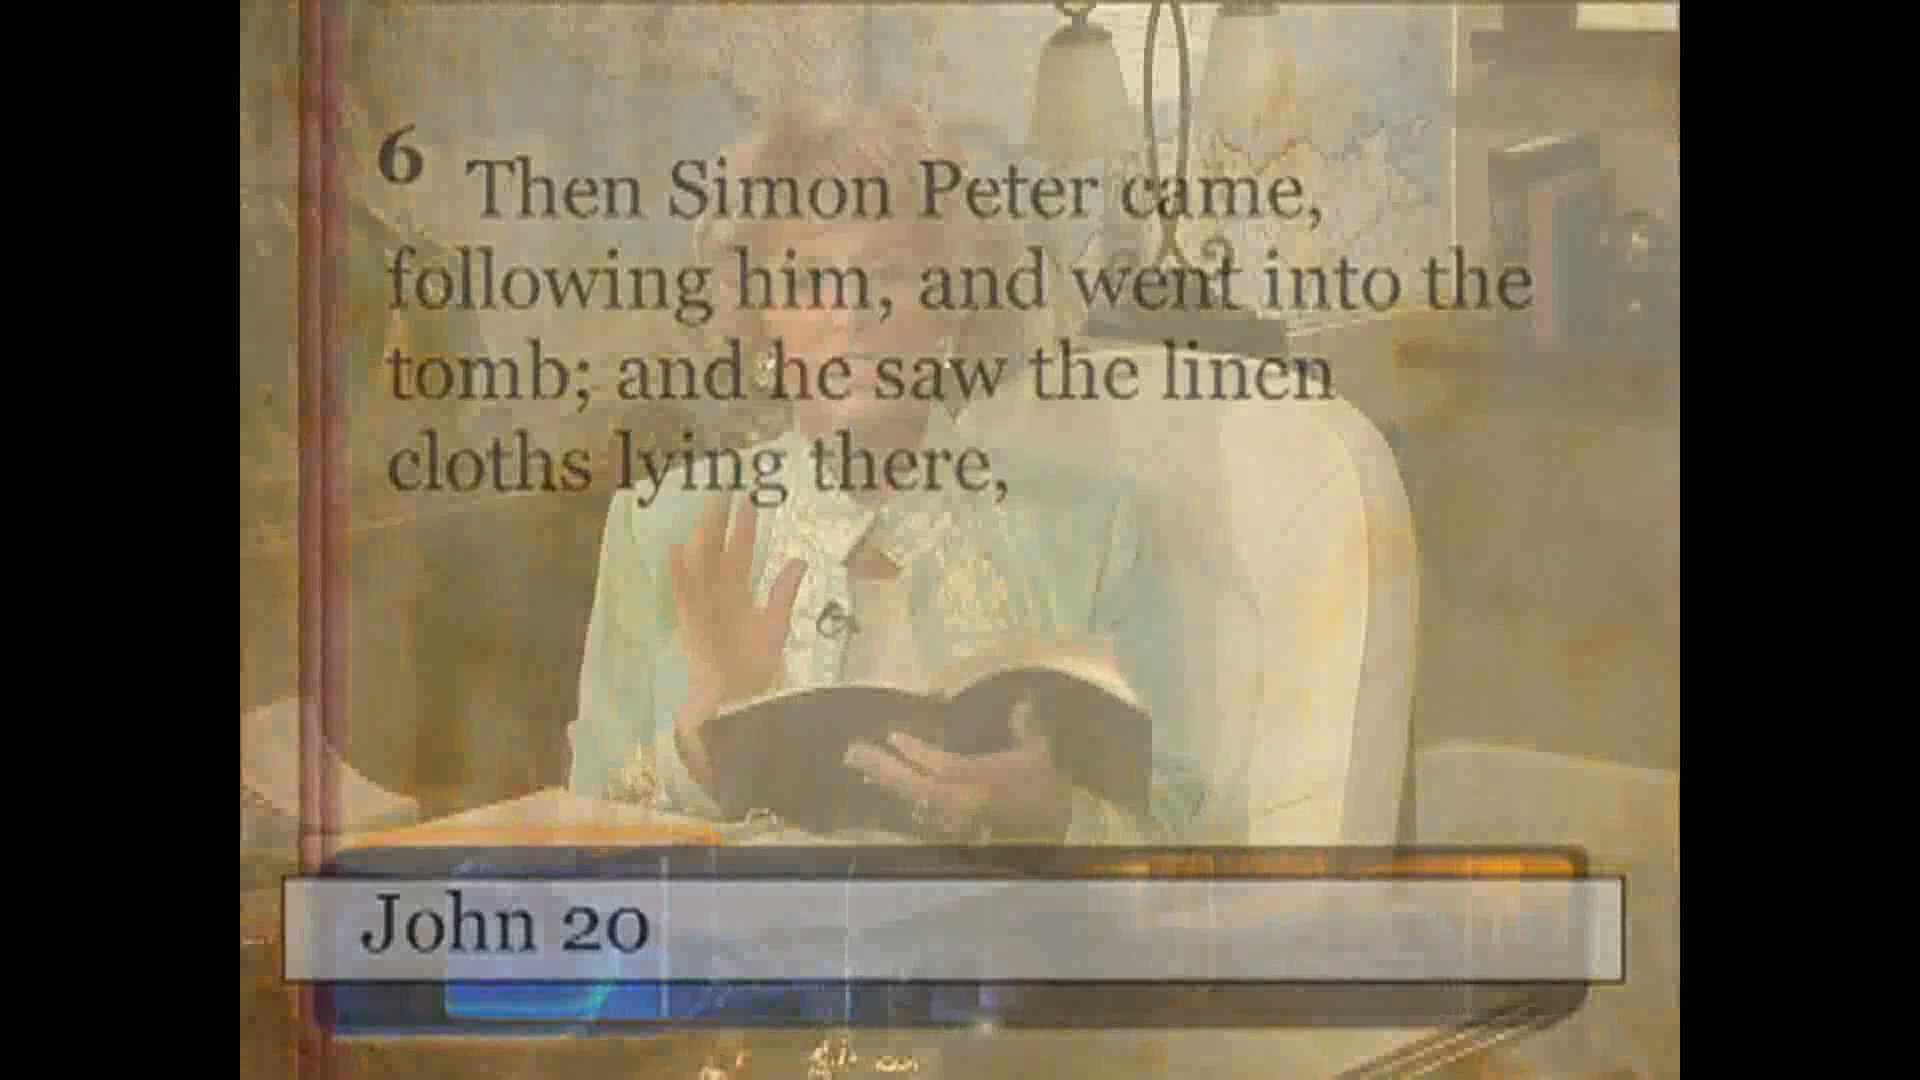 6 Then Simon Peter came,
following him, and went into the
tomb; and he saw the linen
cloths lying there,
John 20